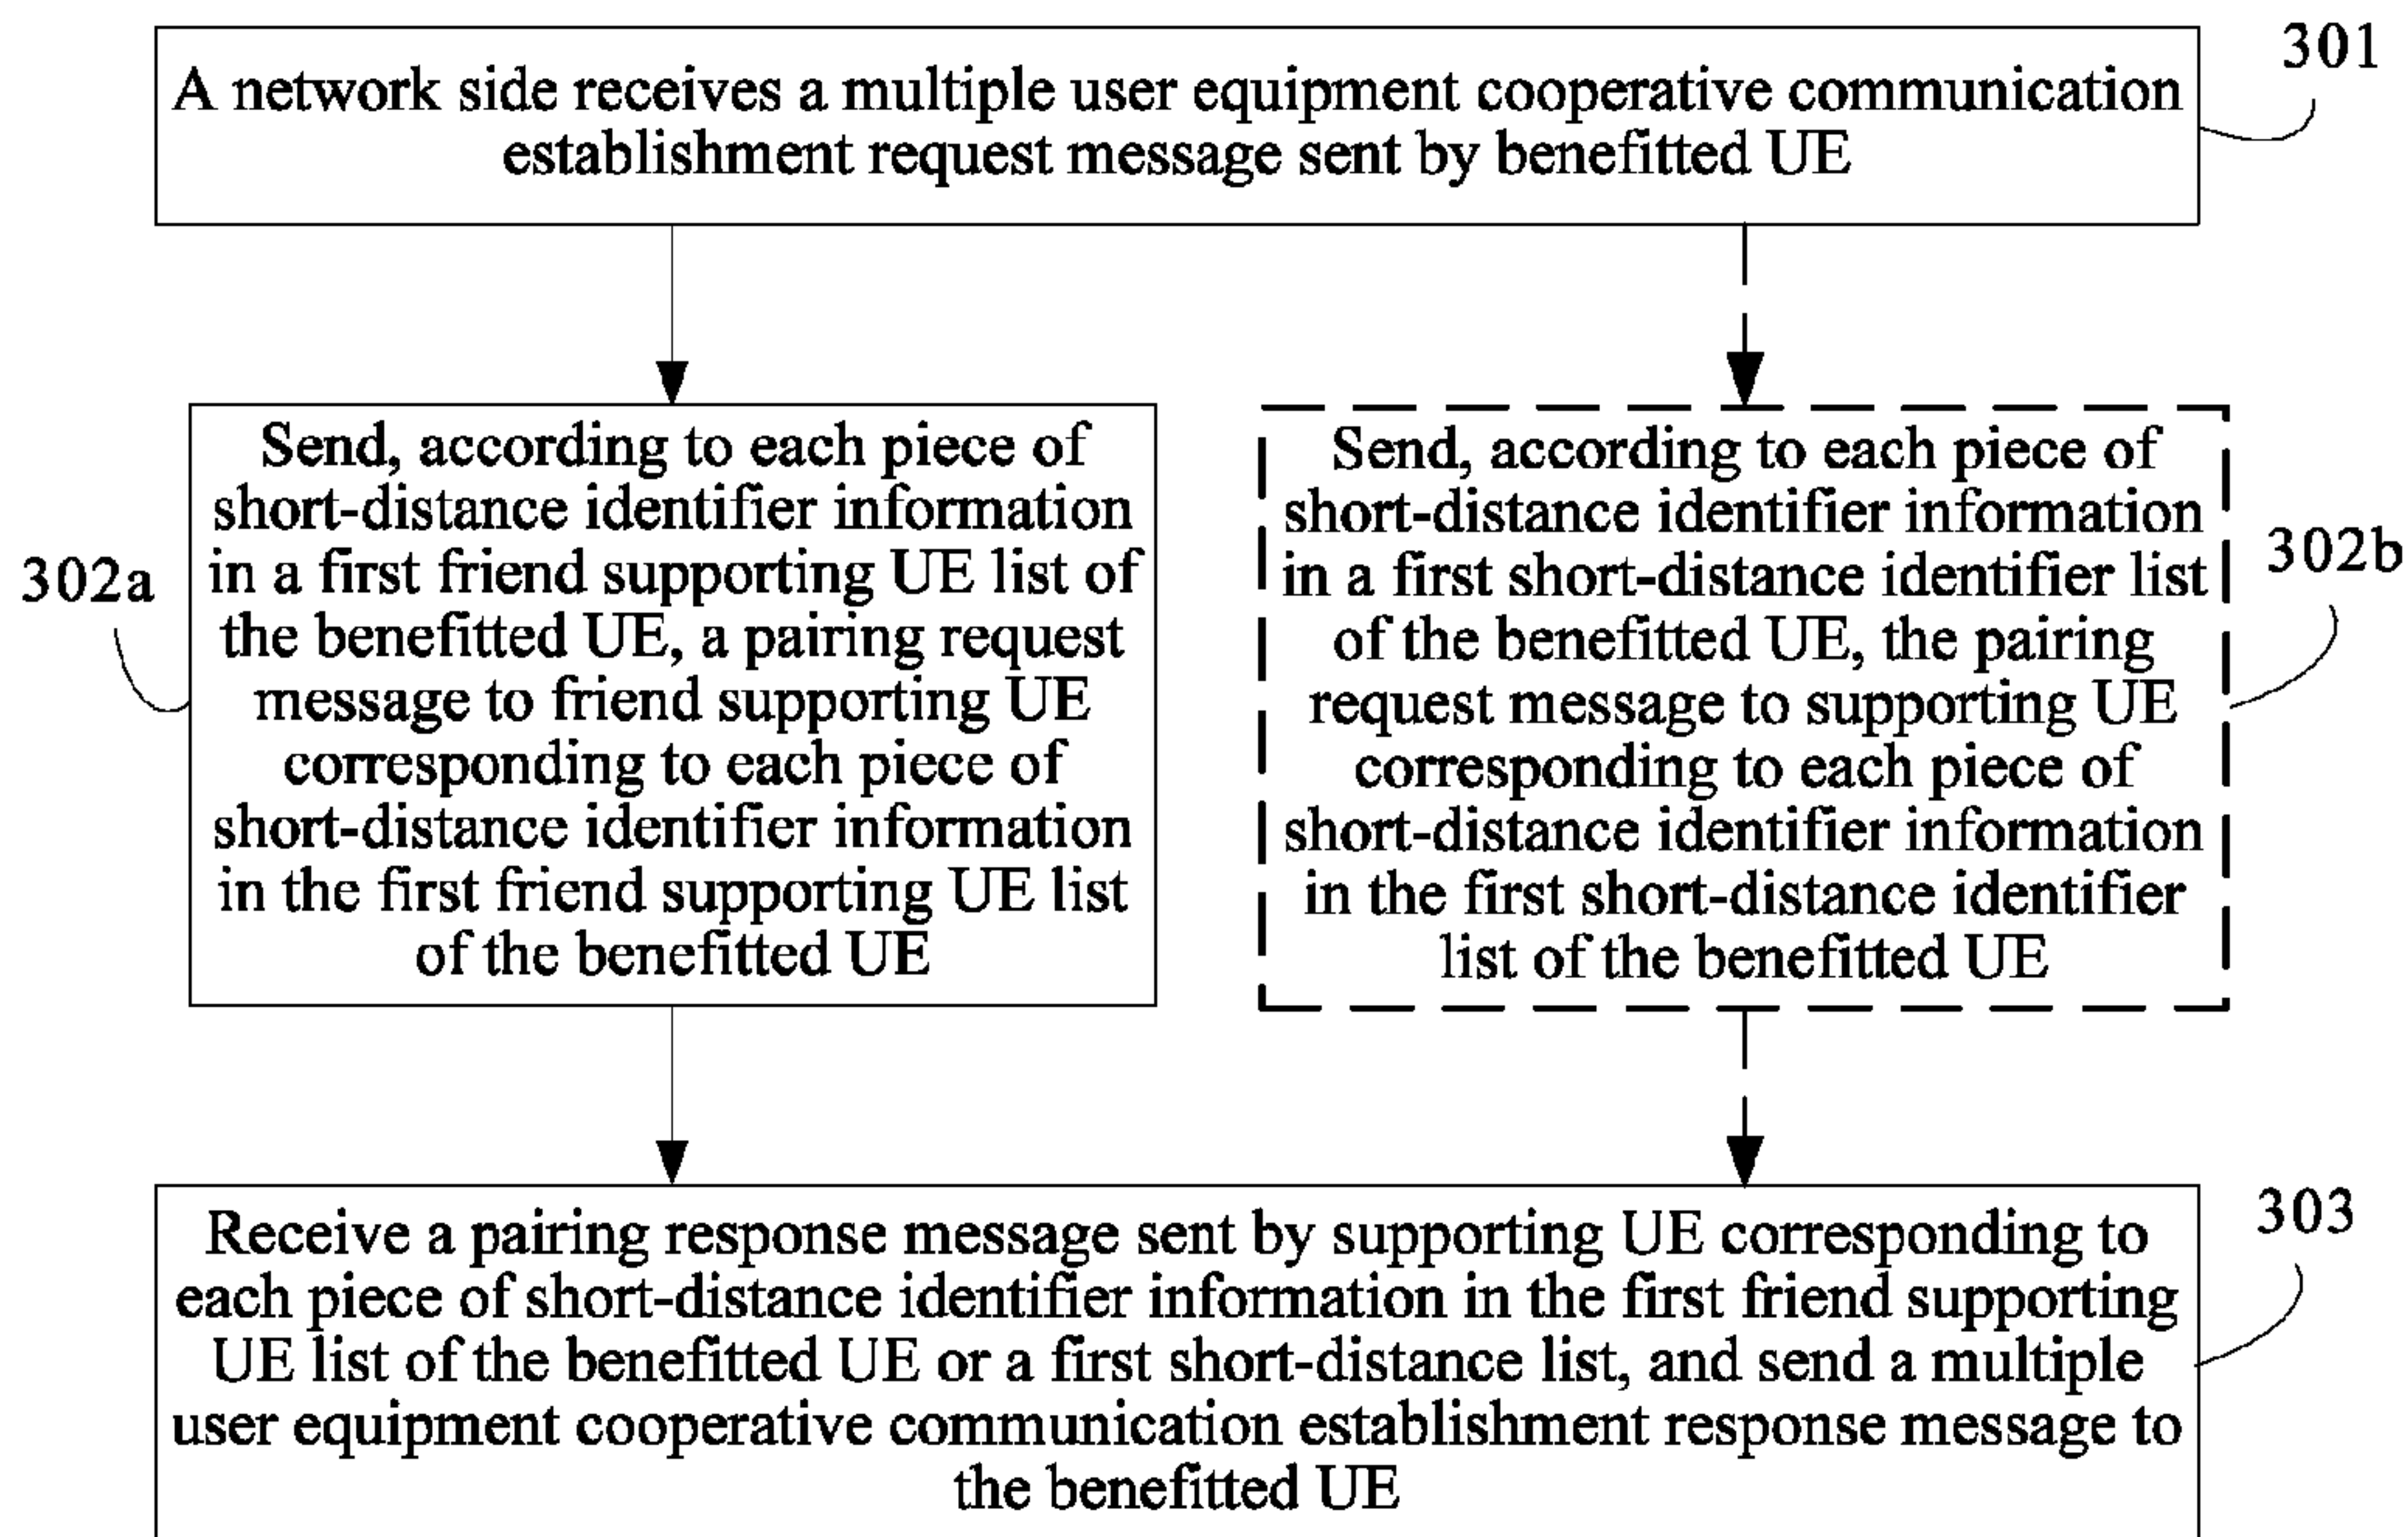 301
A network side receives a multiple user equipment cooperative communication
establishment request message sent by benefitted UE
302a
Send, according to each piece of
short-distance identifier information
in a first friend supporting UE list of
the benefitted UE, a pairing request
message to friend supporting UE
corresponding to each piece of
short-distance identifier information
in the first friend supporting UE list
of the benefitted UE
302b
Send, according to each piece of
short-distance identifier information
in a first short-distance identifier list
of the benefitted UE, the pairing
request message to supporting UE
corresponding to each piece of
short-distance identifier information
in the first short-distance identifier
list of the benefitted UE
303
Receive a pairing response message sent by supporting UE corresponding to
each piece of short-distance identifier information in the first friend supporting
UE list of the benefitted UE or a first short-distance list, and send a multiple
user equipment cooperative communication establishment response message to
the benefitted UE